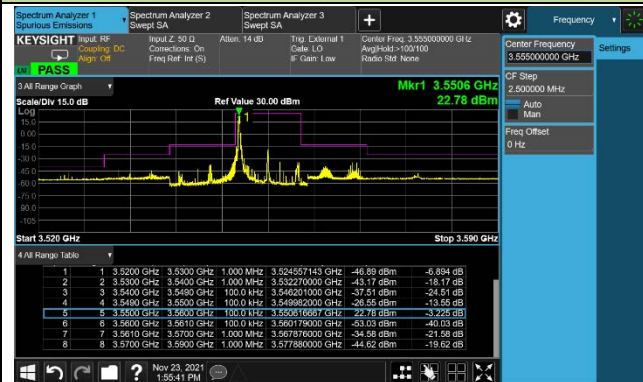 Spectrum Analyzer 1
Spurious Emissions
Spectrum Analyzer 2
Swept SA
Spectrum Analyzer 3
Swept SA
+
Frequency
KEYSIGHT
Input: RF
Coupling: DC
Align: Off
Input Z: 50 Ω
Corrections: On
Freq Ref: Int (S)
Atten: 14 dB
Trig: External 1
Gate: LO
IF Gain: Low
Center Freq: 3.555000000 GHz
Avg|Hold:>100/100
Radio Std: None
LNI PASS
Center Frequency
3.555000000 GHz
Settings
CF Step
2.500000 MHz
Auto
Man
Freq Offset
0 Hz
3 All Range Graph
Mkr1 3.5506 GHz
22.78 dBm
Scale/Div 15.0 dB
Ref Value 30.00 dBm
Log
1
15.0
0.00
-15.0
-30.0
-45.0
-60.0
-75.0
-90.0
-105
Start 3.520 GHz
Stop 3.590 GHz
4 All Range Table
1 1 3.5200 GHz 3.5300 GHz 1.000 MHz 3.524557143 GHz -46.89 dBm -6.894 dB
2 2 3.5300 GHz 3.5400 GHz 1.000 MHz 3.532270000 GHz -43.17 dBm -18.17 dB
3 3 3.5400 GHz 3.5490 GHz 100.0 kHz 3.546201000 GHz -37.51 dBm -24.51 dB
4 4 3.5490 GHz 3.5500 GHz 100.0 kHz 3.549982000 GHz -26.55 dBm -13.55 dB
5 5 3.5500 GHz 3.5600 GHz 100.0 kHz 3.550616667 GHz 22.78 dBm -3.225 dB
6 6 3.5600 GHz 3.5610 GHz 100.0 kHz 3.560179000 GHz -53.03 dBm -40.03 dB
7 7 3.5610 GHz 3.5700 GHz 1.000 MHz 3.567876000 GHz -34.58 dBm -21.58 dB
8 8 3.5700 GHz 3.5900 GHz 1.000 MHz 3.577880000 GHz -44.62 dBm -19.62 dB
?
Nov 23, 2021
1:55:41 PM